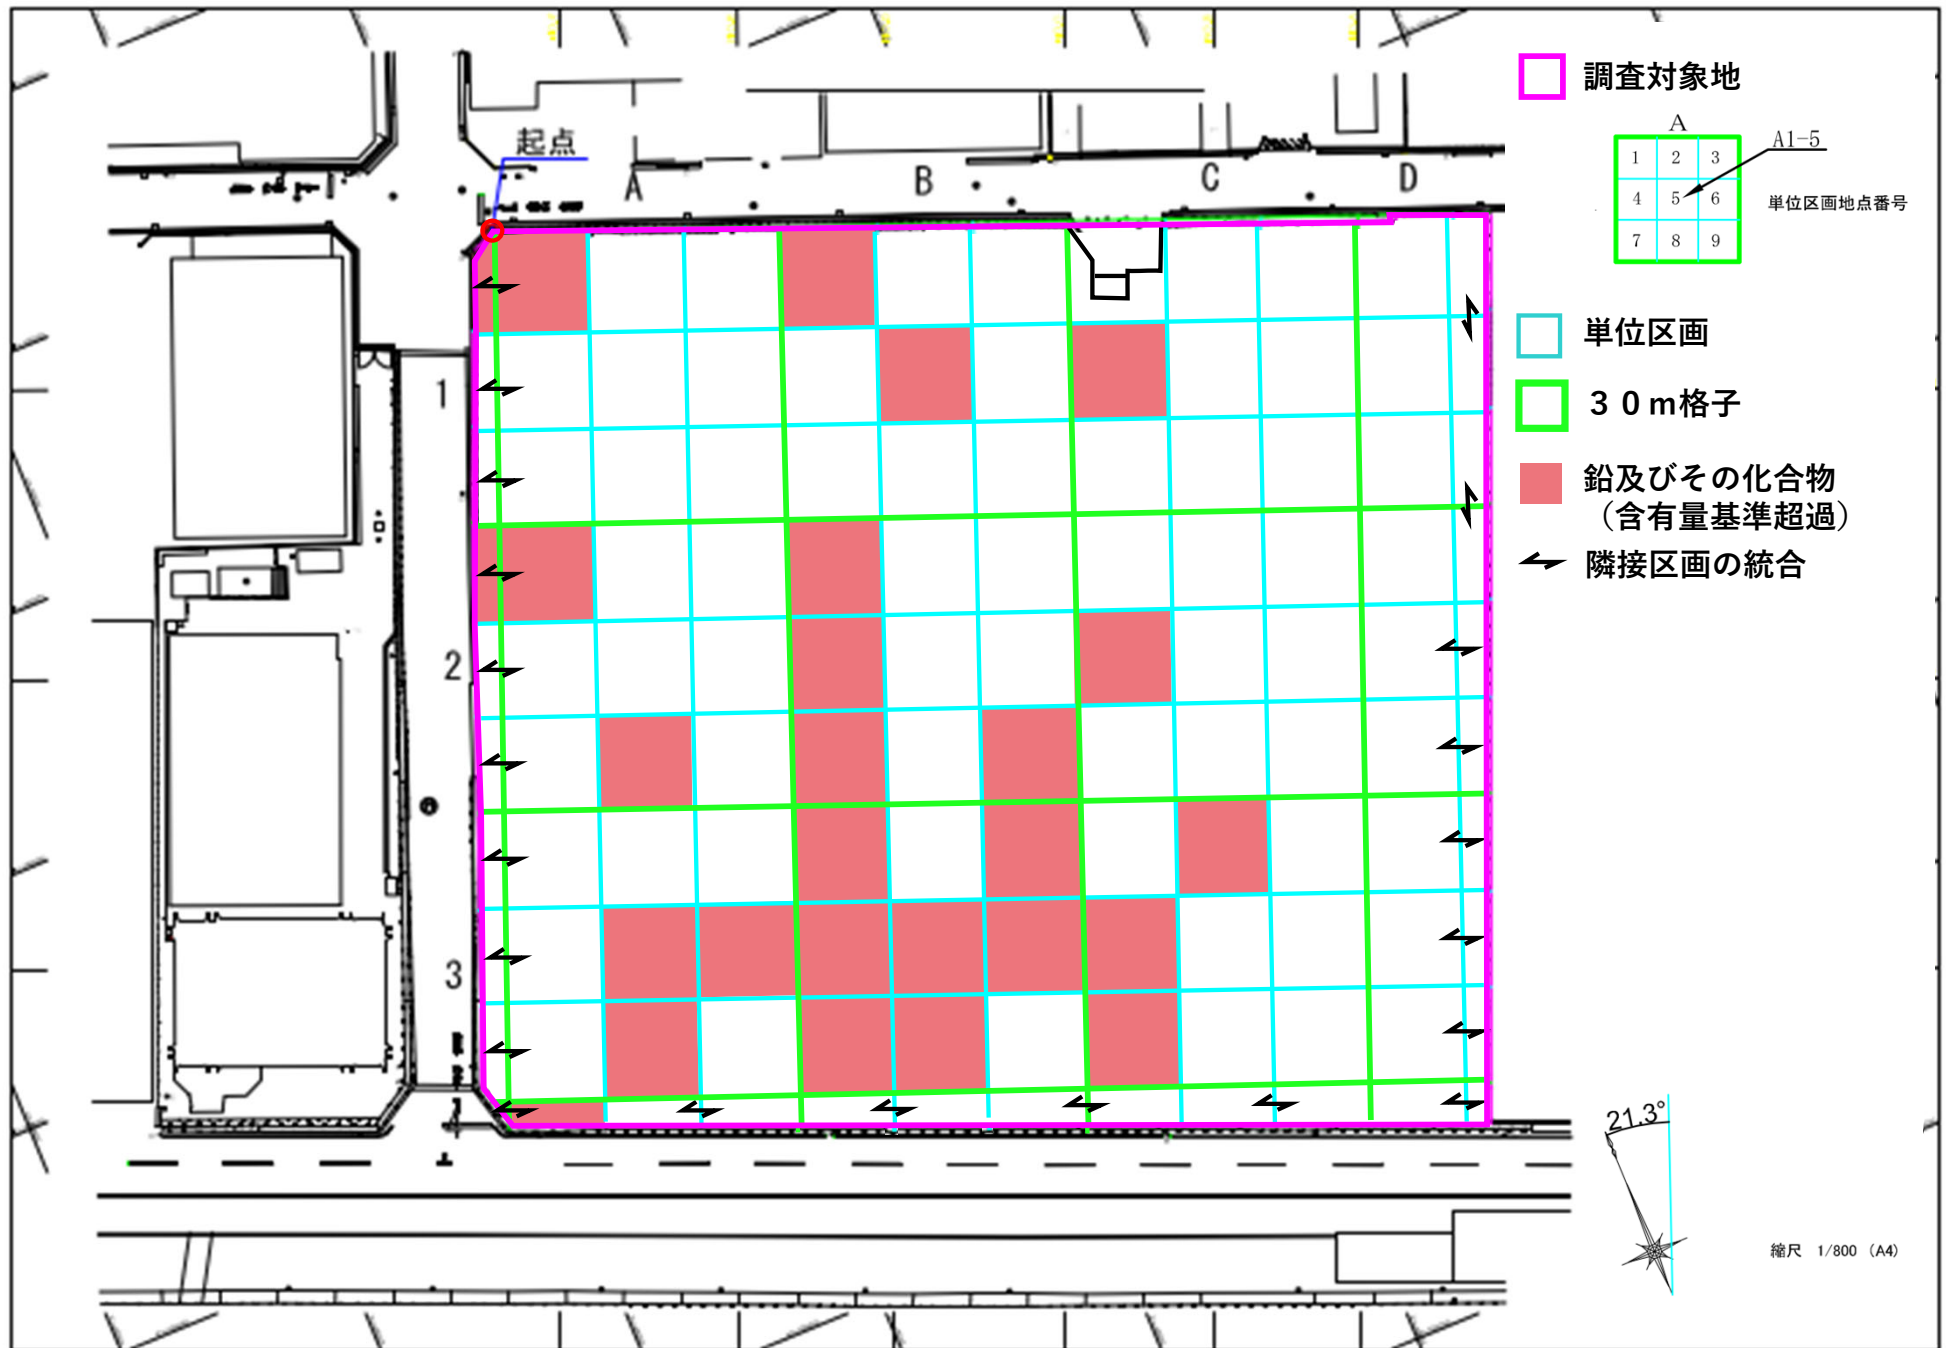 調査対象地
起点
A
B
C
D
A
A1-5
1 2 3
4 5 6
7 8 9
単位区画地点番号
単位区画
1
30m格子
鉛及びその化合物
(含有量基準超過)
隣接区画の統合
2
3
21.3°
縮尺 1/800 (A4)